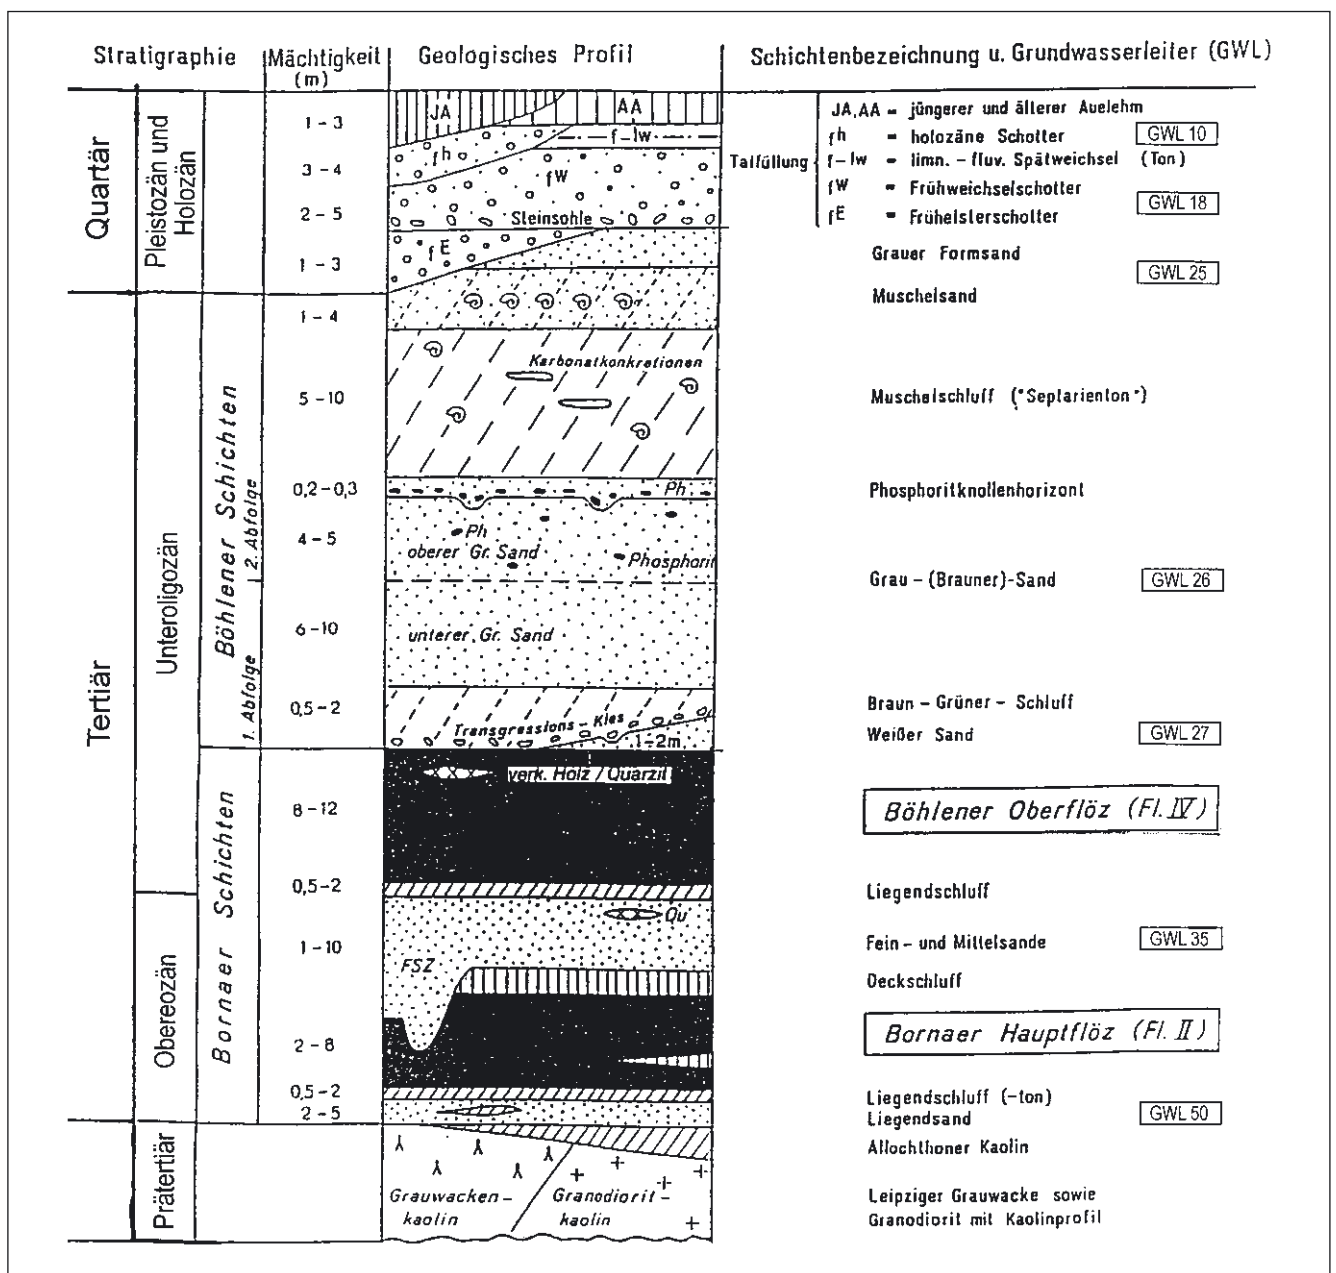 Stratigraphie Mächtigkeit (m) Geologisches Profil Schichtenbezeichnung u. Grundwasserleiter (GWL)
Quartär
Pleistozän und Holozän
Tertiär
Unteroligozän
Obereozän
Prätertiär
Böhlener Schichten
1. Abfolge 2. Abfolge
Bornaer Schichten
1 – 3
3 – 4
2 – 5
1 – 3
1 – 4
5 – 10
0,2 – 0,3
4 – 5
6 – 10
0,5 – 2
8 – 12
0,5 – 2
1 – 10
2 – 8
0,5 – 2
2 – 5
JA AA
f–lw
fh
fW
Steinsohle
fE
Karbonatkonkretionen
Ph
Ph
oberer Gr. Sand Phosphorit
unterer Gr. Sand
Transgressions – Kies
1–2m
verk. Holz / Quarzit
Qu
FSZ
Grauwacken – kaolin
Granodiorit – kaolin
Talfüllung
JA, AA = jüngerer und älterer Auelehm
fh = holozäne Schotter GWL 10
f–lw = limn. – fluv. Spätweichsel (Ton)
fW = Frühweichselschotter
GWL 18
fE = Frühelsterschotter
Grauer Formsand
GWL 25
Muschelsand
Muschelschluff ("Septarienton")
Phosphoritknollenhorizont
Grau – (Brauner)-Sand GWL 26
Braun – Grüner – Schluff
Weißer Sand GWL 27
Böhlener Oberflöz (Fl. IV)
Liegendschluff
Fein – und Mittelsande GWL 35
Deckschluff
Bornaer Hauptflöz (Fl. II)
Liegendschluff (–ton)
Liegendsand GWL 50
Allochthoner Kaolin
Leipziger Grauwacke sowie
Granodiorit mit Kaolinprofil